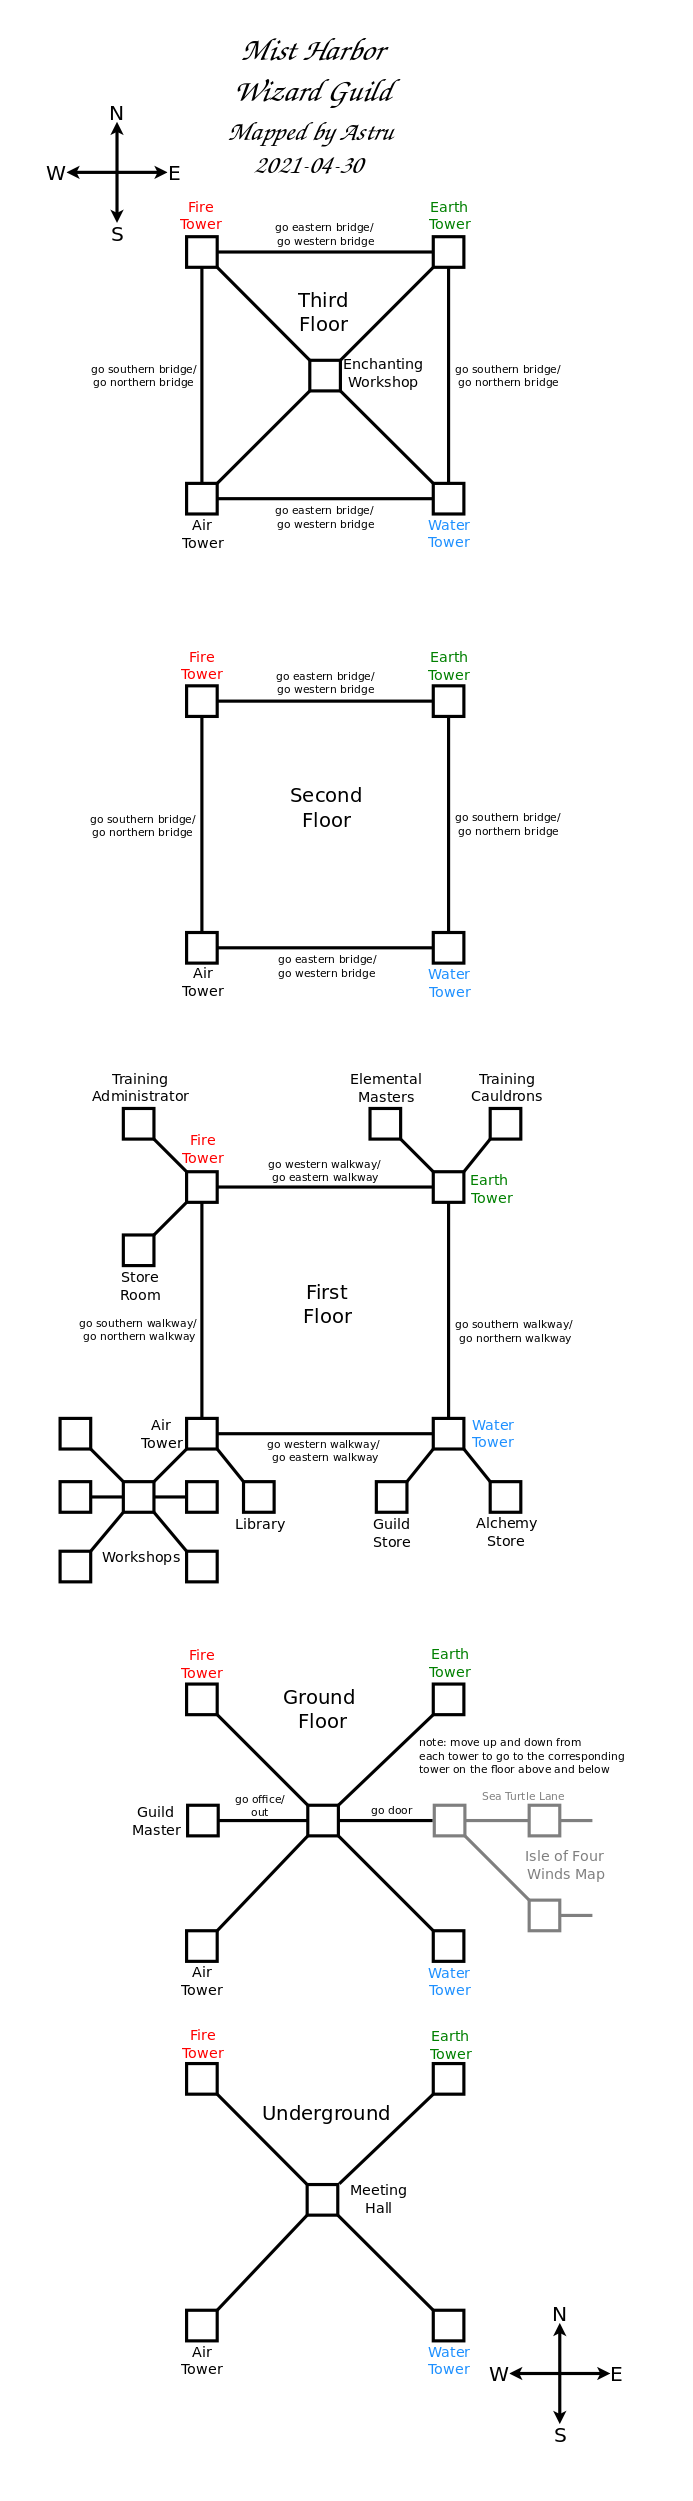 Mist Harbor
Wizard Guild
Mapped by Astru
2021-04-30
N
W
E
S
Fire
Tower
Earth
Tower
go eastern bridge/
go western bridge
Third
Floor
Enchanting
Workshop
go southern bridge/
go northern bridge
go southern bridge/
go northern bridge
go eastern bridge/
go western bridge
Air
Tower
Water
Tower
Fire
Tower
Earth
Tower
go eastern bridge/
go western bridge
Second
Floor
go southern bridge/
go northern bridge
go southern bridge/
go northern bridge
go eastern bridge/
go western bridge
Air
Tower
Water
Tower
Training
Administrator
Elemental
Masters
Training
Cauldrons
Fire
Tower
go western walkway/
go eastern walkway
Earth
Tower
Store
Room
First
Floor
go southern walkway/
go northern walkway
go southern walkway/
go northern walkway
Air
Tower
Water
Tower
go western walkway/
go eastern walkway
Library
Guild
Store
Alchemy
Store
Workshops
Fire
Tower
Earth
Tower
Ground
Floor
note: move up and down from
each tower to go to the corresponding
tower on the floor above and below
Guild
Master
go office/
out
go door
Sea Turtle Lane
Isle of Four
Winds Map
Air
Tower
Water
Tower
Fire
Tower
Earth
Tower
Underground
Meeting
Hall
Air
Tower
Water
Tower
N
W
E
S